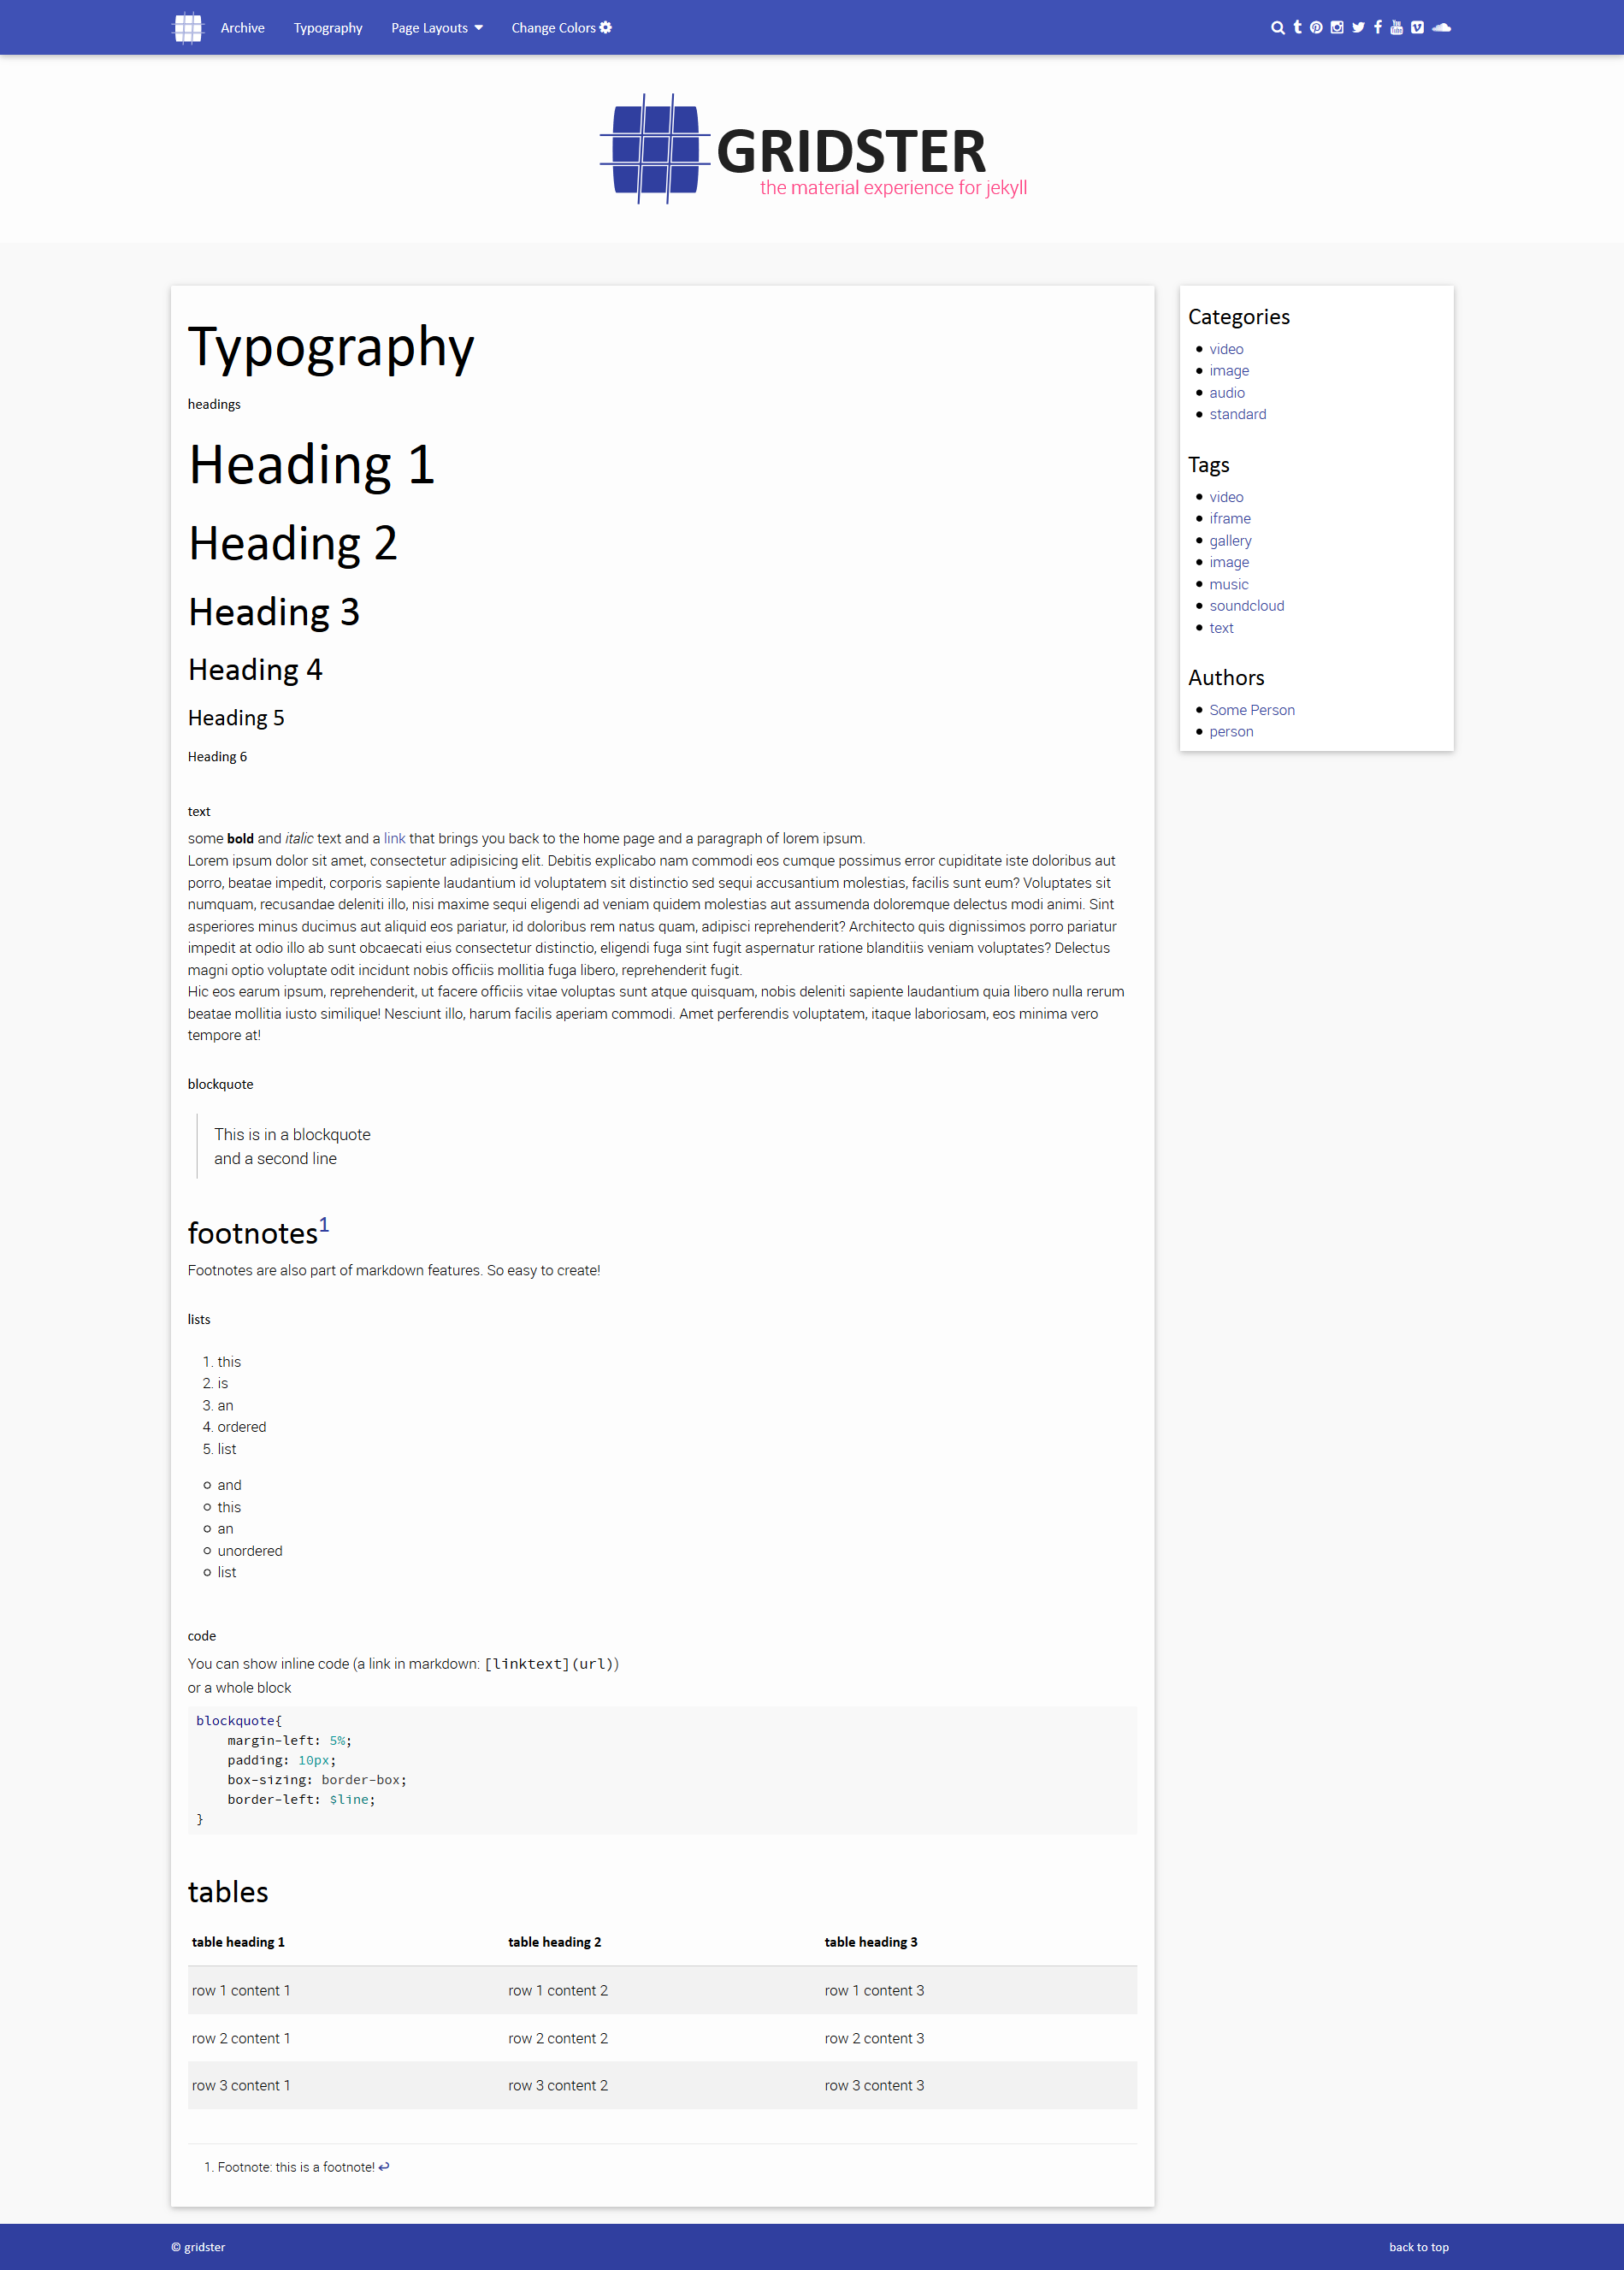 Archive Typography Page Layouts Change Colors
GRIDSTER
the material experience for jekyll
Typography
headings
Heading 1
Heading 2
Heading 3
Heading 4
Heading 5
Heading 6
text
some bold and italic text and a link that brings you back to the home page and a paragraph of lorem ipsum.
Lorem ipsum dolor sit amet, consectetur adipisicing elit. Debitis explicabo nam commodi eos cumque possimus error cupiditate iste doloribus aut
porro, beatae impedit, corporis sapiente laudantium id voluptatem sit distinctio sed sequi accusantium molestias, facilis sunt eum? Voluptates sit
numquam, recusandae deleniti illo, nisi maxime sequi eligendi ad veniam quidem molestias aut assumenda doloremque delectus modi animi. Sint
asperiores minus ducimus aut aliquid eos pariatur, id doloribus rem natus quam, adipisci reprehenderit? Architecto quis dignissimos porro pariatur
impedit at odio illo ab sunt obcaecati eius consectetur distinctio, eligendi fuga sint fugit aspernatur ratione blanditiis veniam voluptates? Delectus
magni optio voluptate odit incidunt nobis officiis mollitia fuga libero, reprehenderit fugit.
Hic eos earum ipsum, reprehenderit, ut facere officiis vitae voluptas sunt atque quisquam, nobis deleniti sapiente laudantium quia libero nulla rerum
beatae mollitia iusto similique! Nesciunt illo, harum facilis aperiam commodi. Amet perferendis voluptatem, itaque laboriosam, eos minima vero
tempore at!
blockquote
This is in a blockquote
and a second line
footnotes1
Footnotes are also part of markdown features. So easy to create!
lists
1. this
2. is
3. an
4. ordered
5. list
and
this
an
unordered
list
code
You can show inline code (a link in markdown: [linktext](url))
or a whole block
blockquote{
    margin-left: 5%;
    padding: 10px;
    box-sizing: border-box;
    border-left: $line;
}
tables
table heading 1 table heading 2 table heading 3
row 1 content 1 row 1 content 2 row 1 content 3
row 2 content 1 row 2 content 2 row 2 content 3
row 3 content 1 row 3 content 2 row 3 content 3
1. Footnote: this is a footnote! ↩
Categories
video
image
audio
standard
Tags
video
iframe
gallery
image
music
soundcloud
text
Authors
Some Person
person
© gridster back to top